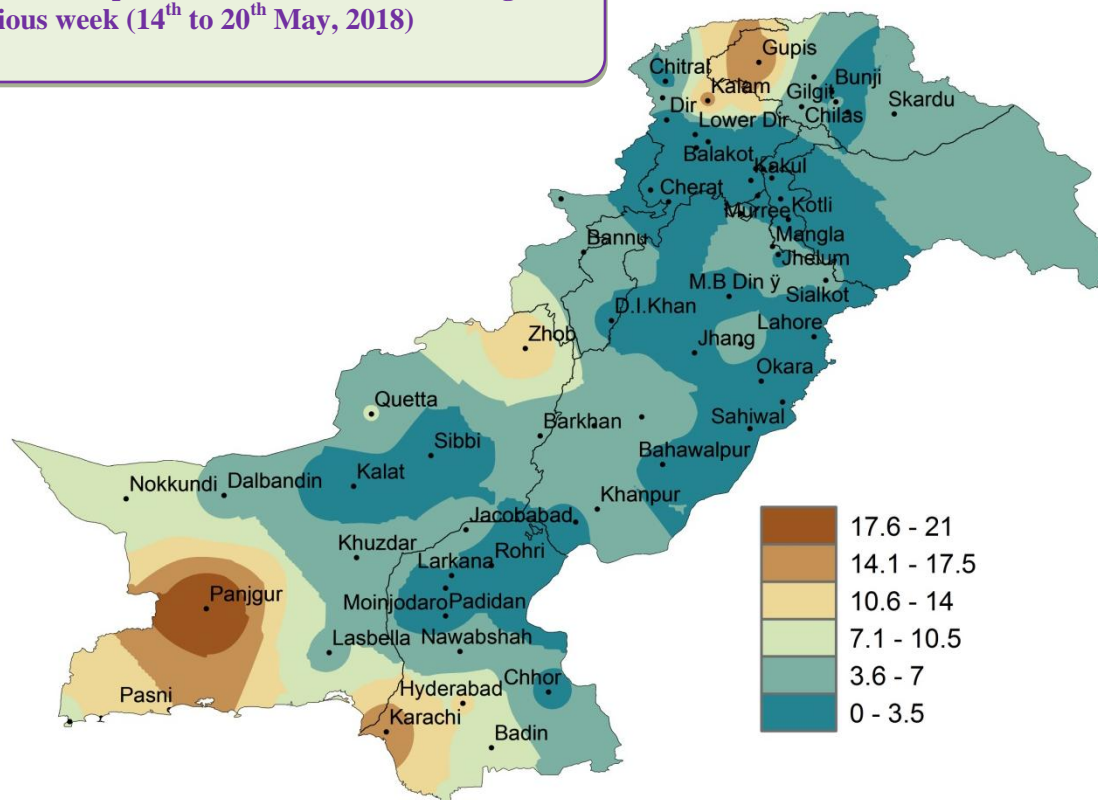 ious week (14th to 20th May, 2018)
Gupis
Chitral
Bunji
Kalam
Gilgit
Skardu
Dir
Chilas
Lower Dir
Balakot
Kakul
Cherat
Kotli
Murree
Bannu
Mangla
Jhelum
M.B Din ÿ
Sialkot
D.I.Khan
Lahore
Zhob
Jhang
Okara
Quetta
Barkhan
Sahiwal
Sibbi
Bahawalpur
Nokkundi
Dalbandin
Kalat
Khanpur
Jacobabad
Khuzdar
Rohri
Larkana
Panjgur
Moinjodaro
Padidan
Lasbella
Nawabshah
Pasni
Hyderabad
Chhor
Karachi
Badin
17.6 - 21
14.1 - 17.5
10.6 - 14
7.1 - 10.5
3.6 - 7
0 - 3.5